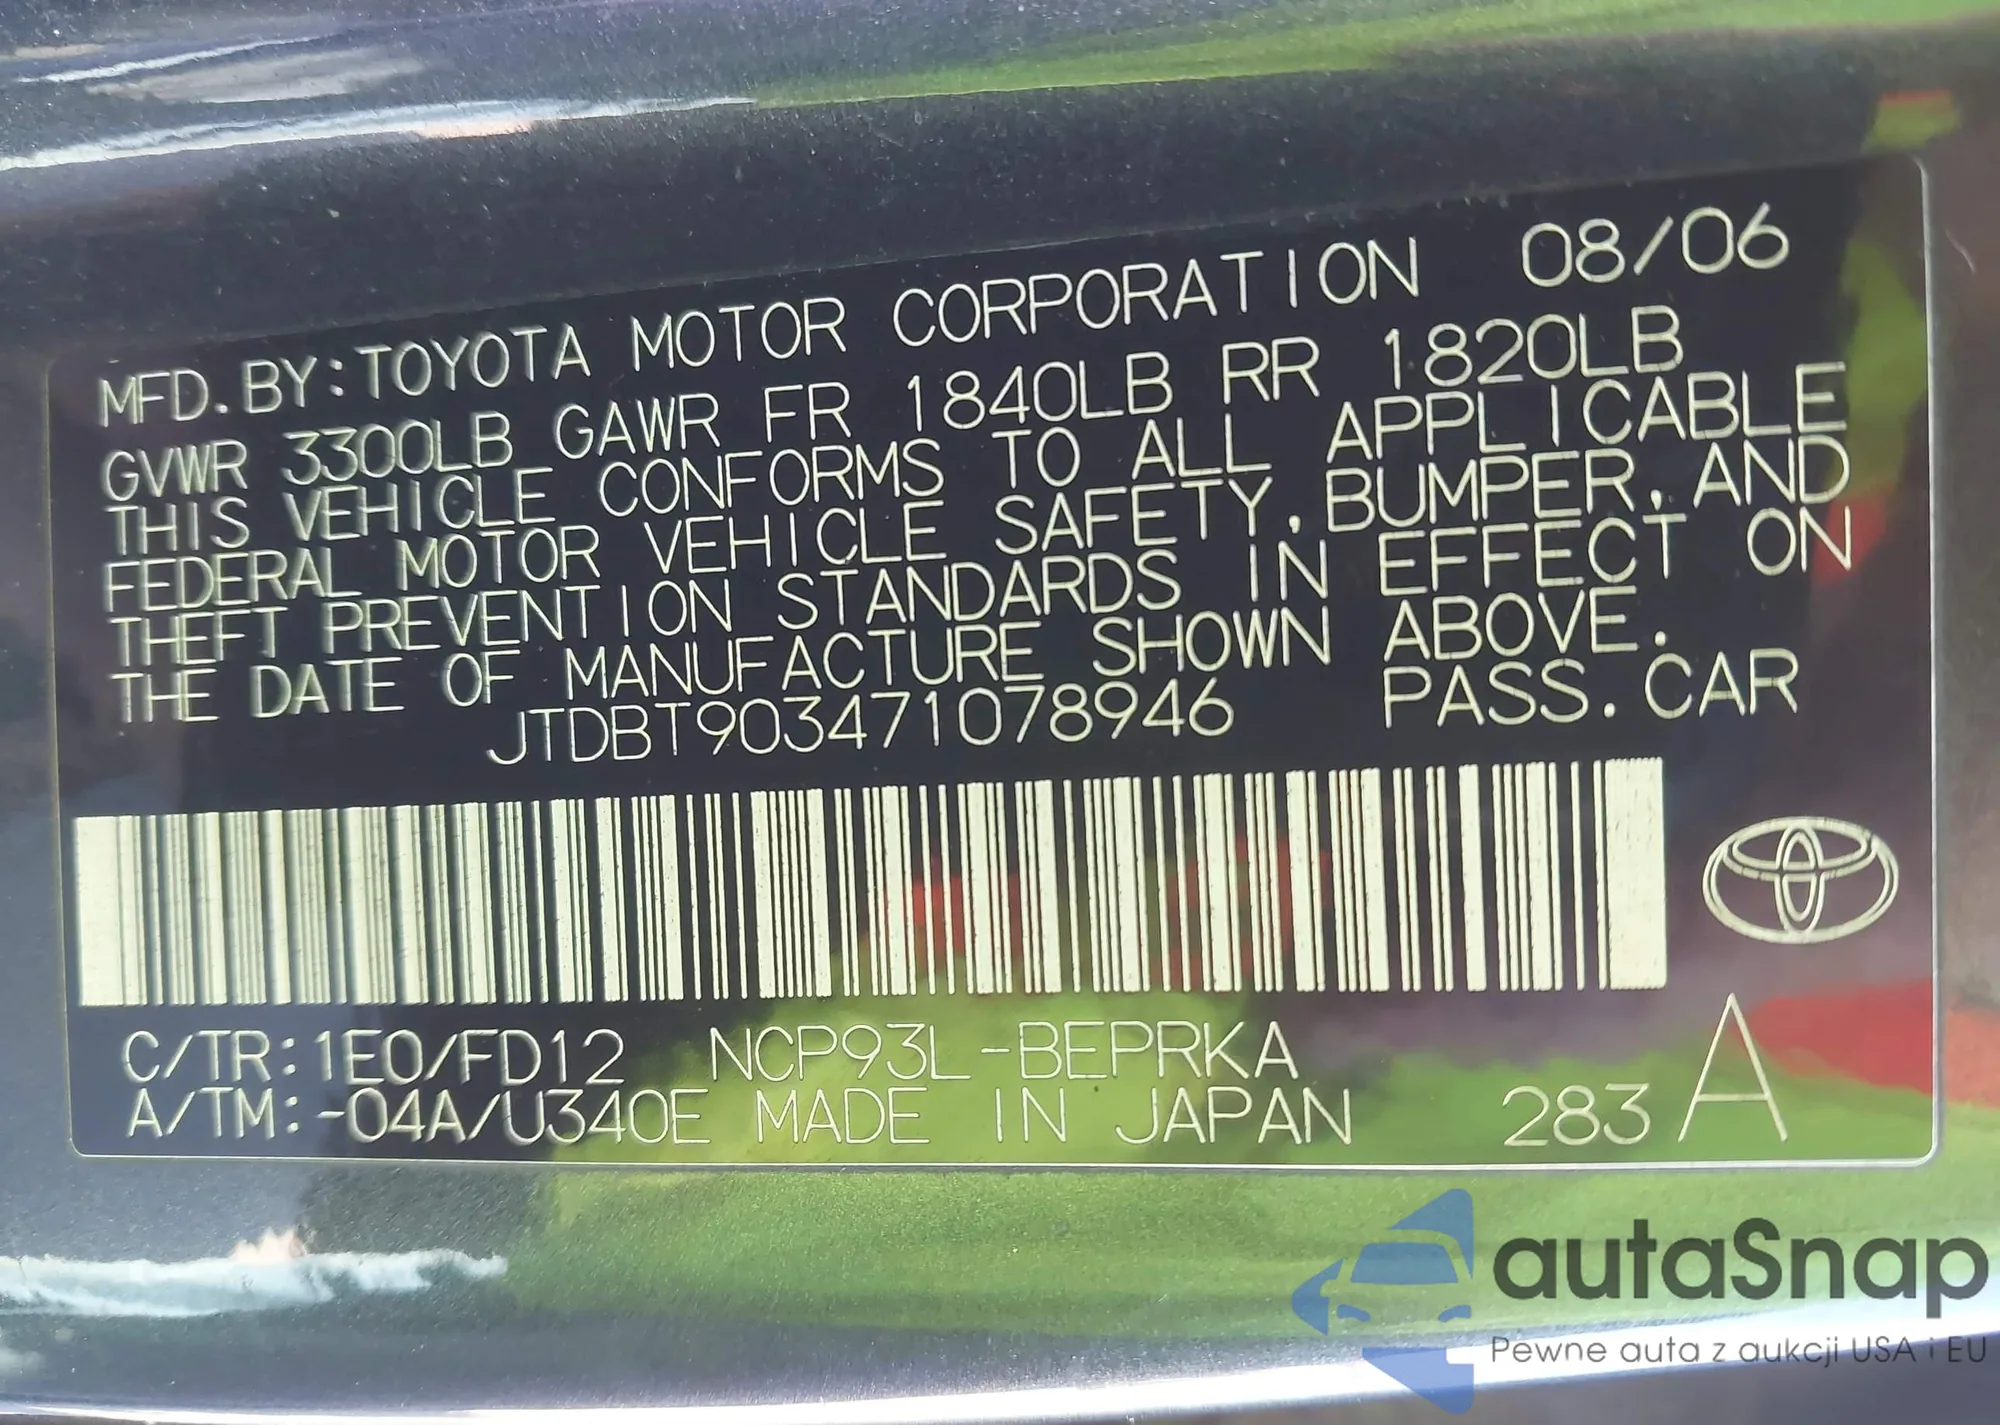 MFD. BY: TOYOTA MOTOR CORPORATION 08/06
GVWR 3300LB GAWR FR 1840LB RR 1820LB
THIS VEHICLE CONFORMS TO ALL APPLICABLE
FEDERAL MOTOR VEHICLE SAFETY, BUMPER, AND
THEFT PREVENTION STANDARDS IN EFFECT ON
THE DATE OF MANUFACTURE SHOWN ABOVE.
JTDBT903471078946 PASS. CAR
C/TR: 1E0/FD12 NCP93L-BEPRKA
A/TM: -04A/U340E MADE IN JAPAN 283 A
autaSnap
Pewne auta z aukcji USA i EU